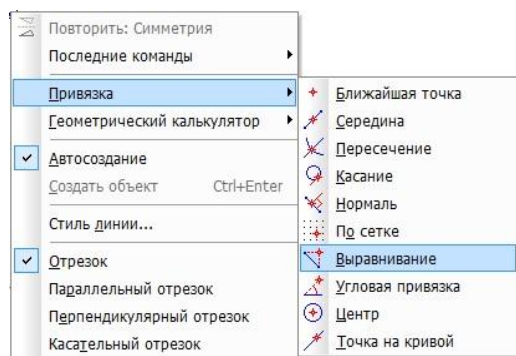 Повторить: Симметрия
Последние команды
Привязка
Геометрический калькулятор
Автосоздание
Создать объект Ctrl+Enter
Стиль линии...
Отрезок
Параллельный отрезок
Перпендикулярный отрезок
Касательный отрезок
Ближайшая точка
Середина
Пересечение
Касание
Нормаль
По сетке
Выравнивание
Угловая привязка
Центр
Точка на кривой